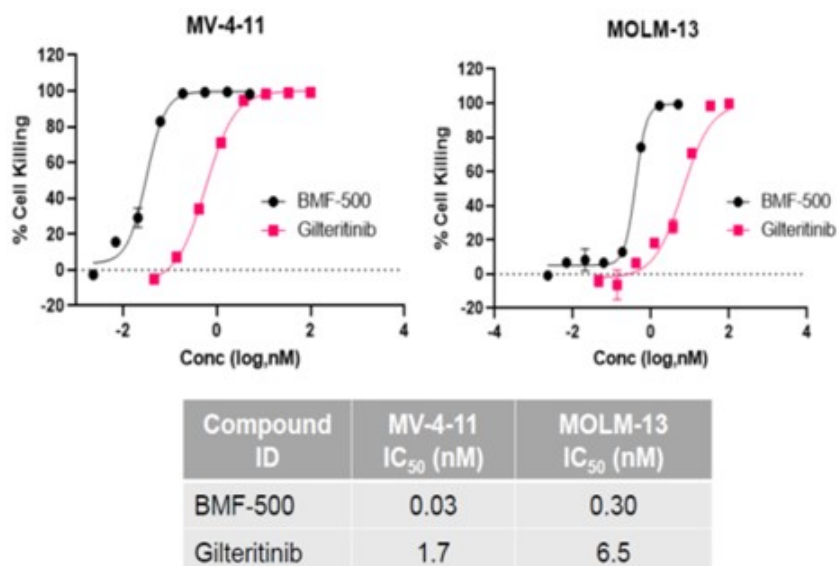 MV-4-11
MOLM-13
120
100
80
60
40
20
0
-20
% Cell Killing
BMF-500
Gilteritinib
-2
0
2
4
Conc (log,nM)
120
100
80
60
40
20
0
-20
% Cell Killing
BMF-500
Gilteritinib
-4
-2
0
2
4
Conc (log,nM)
Compound ID MV-4-11 IC₅₀ (nM) MOLM-13 IC₅₀ (nM)
BMF-500 0.03 0.30
Gilteritinib 1.7 6.5